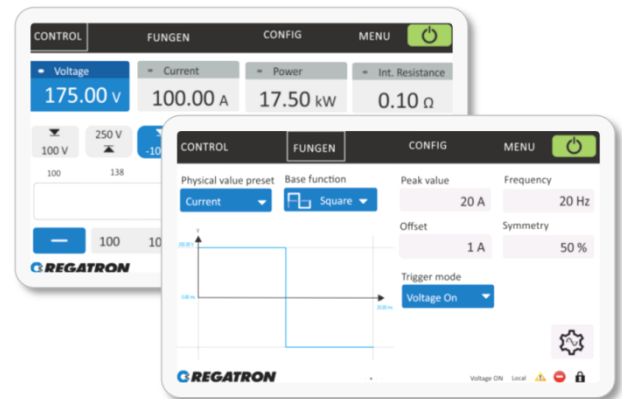 CONTROL FUNGEN CONFIG MENU
Voltage Current Power Int. Resistance
175.00 V 100.00 A 17.50 kW 0.10 Ω
100 V 250 V -10
100 138
100 10
REGATRON
CONTROL FUNGEN CONFIG MENU
Physical value preset Base function Peak value Frequency
Current Square 20 A 20 Hz
Offset Symmetry
1 A 50 %
Trigger mode
Voltage On
REGATRON
Voltage ON Local